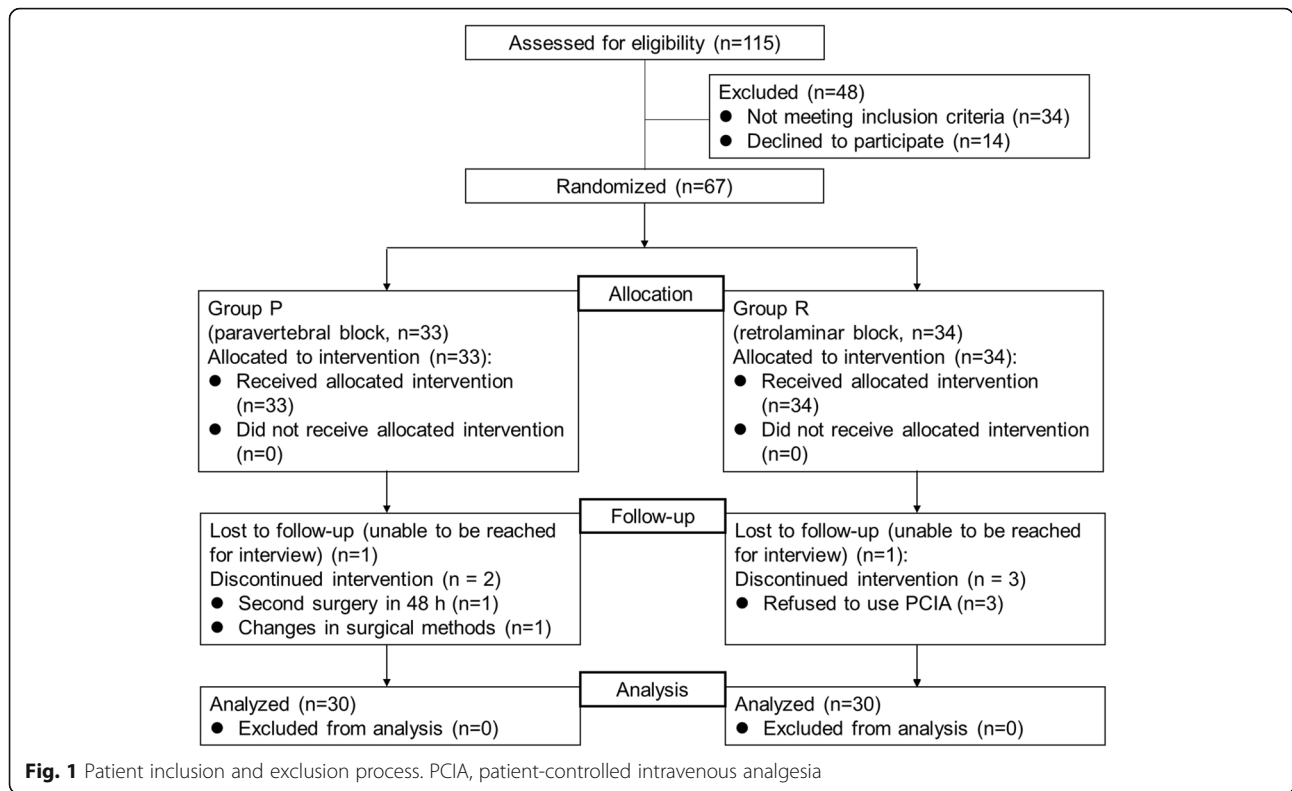 Assessed for eligibility (n=115)
Excluded (n=48)
● Not meeting inclusion criteria (n=34)
● Declined to participate (n=14)
Randomized (n=67)
Allocation
Group P
(paravertebral block, n=33)
Allocated to intervention (n=33):
● Received allocated intervention
(n=33)
● Did not receive allocated intervention
(n=0)
Group R
(retrolaminar block, n=34)
Allocated to intervention (n=34):
● Received allocated intervention
(n=34)
● Did not receive allocated intervention
(n=0)
Follow-up
Lost to follow-up (unable to be reached
for interview) (n=1)
Discontinued intervention (n = 2)
● Second surgery in 48 h (n=1)
● Changes in surgical methods (n=1)
Lost to follow-up (unable to be reached
for interview) (n=1):
Discontinued intervention (n = 3)
● Refused to use PCIA (n=3)
Analysis
Analyzed (n=30)
● Excluded from analysis (n=0)
Analyzed (n=30)
● Excluded from analysis (n=0)
Fig. 1 Patient inclusion and exclusion process. PCIA, patient-controlled intravenous analgesia